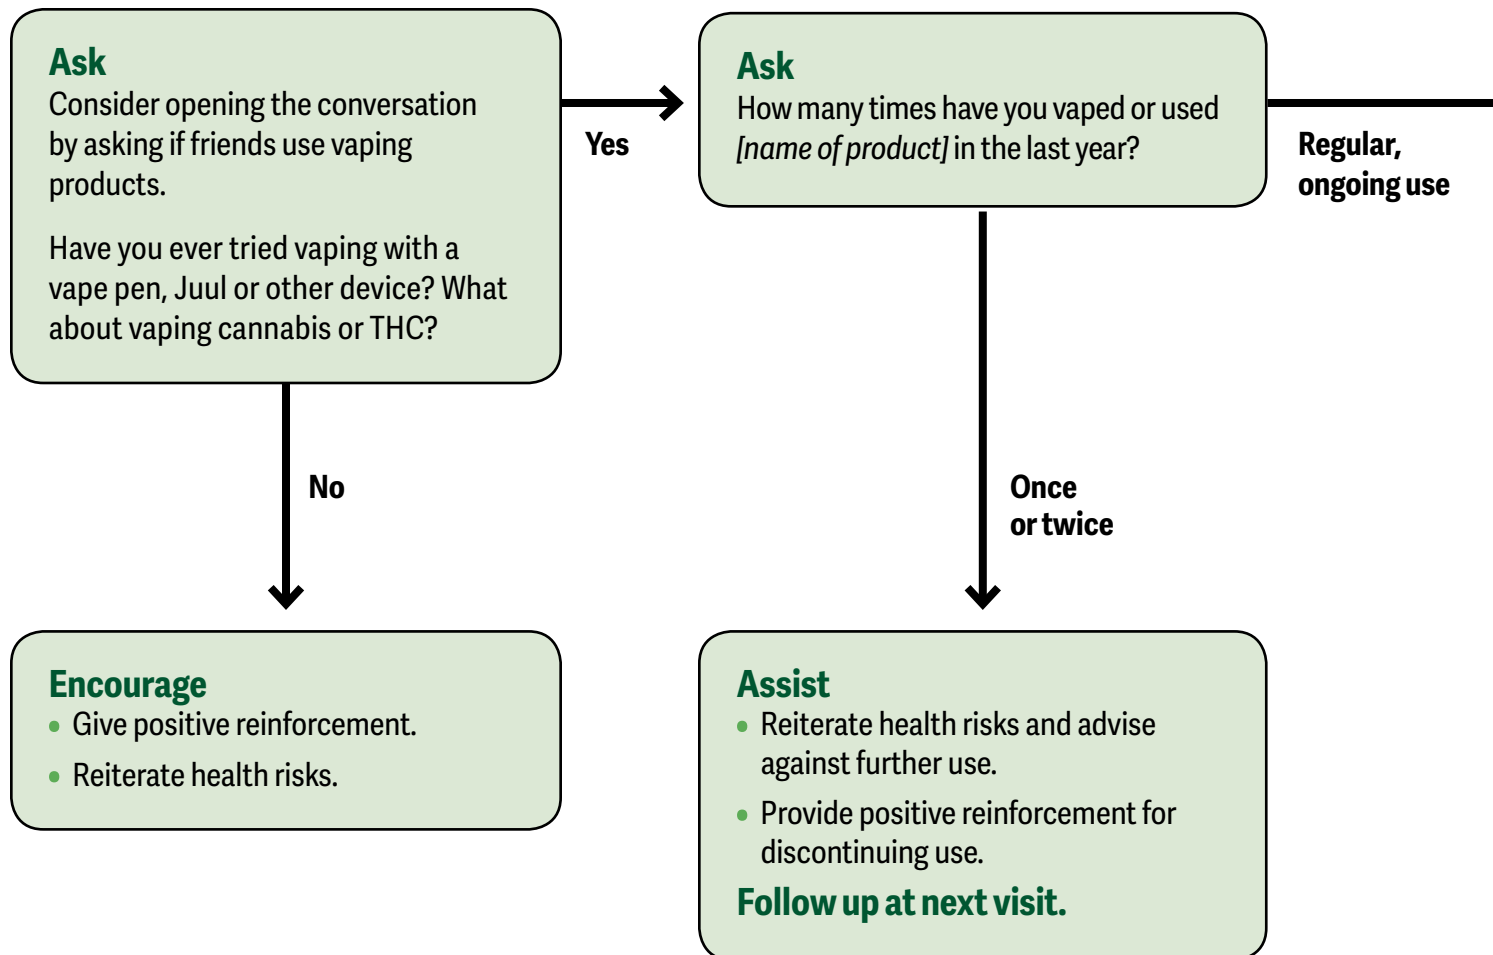 Ask
Consider opening the conversation
by asking if friends use vaping
products.
Have you ever tried vaping with a
vape pen, Juul or other device? What
about vaping cannabis or THC?
Yes
Ask
How many times have you vaped or used
[name of product] in the last year?
Regular,
ongoing use
No
Once
or twice
Encourage
• Give positive reinforcement.
• Reiterate health risks.
Assist
• Reiterate health risks and advise
against further use.
• Provide positive reinforcement for
discontinuing use.
Follow up at next visit.